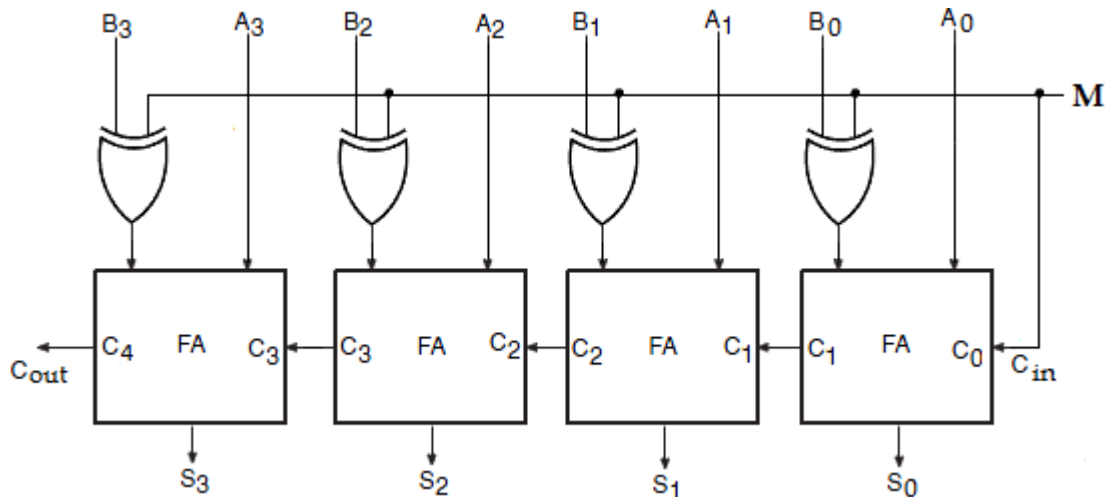 B3 A3 B2 A2 B1 A1 B0 A0
M
C4 FA C3 C3 FA C2 C2 FA C1 C1 FA C0
Cout Cin
S3 S2 S1 S0